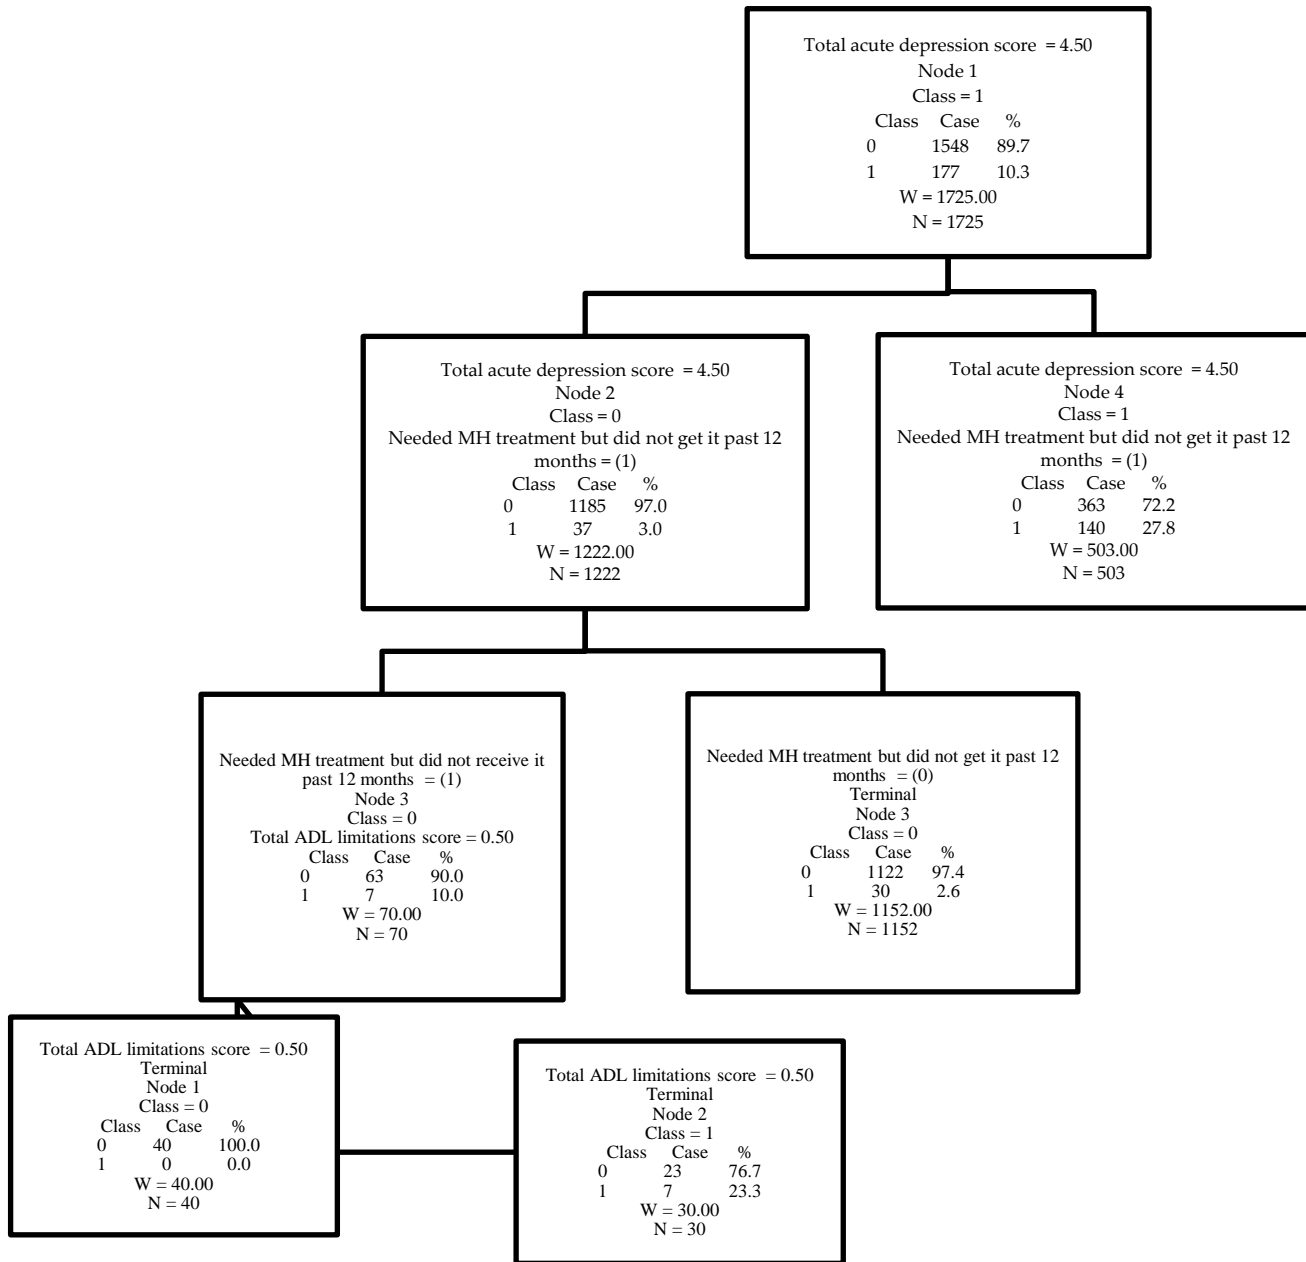 Total acute depression score = 4.50
Node 1
Class = 1
Class Case %
0 1548 89.7
1 177 10.3
W = 1725.00
N = 1725
Total acute depression score = 4.50
Node 2
Class = 0
Needed MH treatment but did not get it past 12
months = (1)
Class Case %
0 1185 97.0
1 37 3.0
W = 1222.00
N = 1222
Total acute depression score = 4.50
Node 4
Class = 1
Needed MH treatment but did not get it past 12
months = (1)
Class Case %
0 363 72.2
1 140 27.8
W = 503.00
N = 503
Needed MH treatment but did not receive it
past 12 months = (1)
Node 3
Class = 0
Total ADL limitations score = 0.50
Class Case %
0 63 90.0
1 7 10.0
W = 70.00
N = 70
Needed MH treatment but did not get it past 12
months = (0)
Terminal
Node 3
Class = 0
Class Case %
0 1122 97.4
1 30 2.6
W = 1152.00
N = 1152
Total ADL limitations score = 0.50
Terminal
Node 1
Class = 0
Class Case %
0 40 100.0
1 0 0.0
W = 40.00
N = 40
Total ADL limitations score = 0.50
Terminal
Node 2
Class = 1
Class Case %
0 23 76.7
1 7 23.3
W = 30.00
N = 30